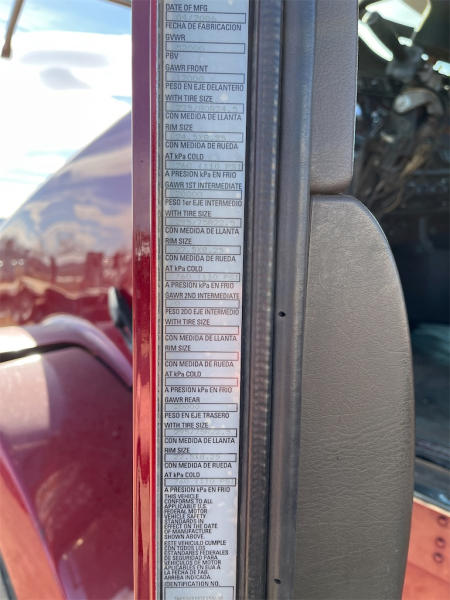 DATE OF MFG
FECHA DE FABRICACION
GVWR
PBV
GAWR FRONT
PESO EN EJE DELANTERO
WITH TIRE SIZE
CON MEDIDA DE LLANTA
RIM SIZE
CON MEDIDA DE RUEDA
AT kPa COLD
A PRESION kPa EN FRIO
GAWR 1ST INTERMEDIATE
PESO 1er EJE INTERMEDIO
WITH TIRE SIZE
CON MEDIDA DE LLANTA
RIM SIZE
CON MEDIDA DE RUEDA
AT kPa COLD
A PRESION kPa EN FRIO
GAWR 2ND INTERMEDIATE
PESO 2DO EJE INTERMEDIO
WITH TIRE SIZE
CON MEDIDA DE LLANTA
RIM SIZE
CON MEDIDA DE RUEDA
AT kPa COLD
A PRESION kPa EN FRIO
GAWR REAR
PESO EN EJE TRASERO
WITH TIRE SIZE
CON MEDIDA DE LLANTA
RIM SIZE
22.5x8.25
CON MEDIDA DE RUEDA
AT kPa COLD
A PRESION kPa EN FRIO
THIS VEHICLE
CONFORMS TO ALL
APPLICABLE U.S.
FEDERAL MOTOR
VEHICLE SAFETY
STANDARDS IN
EFFECT ON THE DATE
OF MANUFACTURE
SHOWN ABOVE.
ESTE VEHICULO CUMPLE
CON TODOS LOS
ESTANDARES FEDERALES
DE SEGURIDAD PARA
VEHICULOS DE MOTOR
APLICABLES EN EUA A
LA FECHA DE FAB.
ARRIBA INDICADA.
IDENTIFICATION NO.